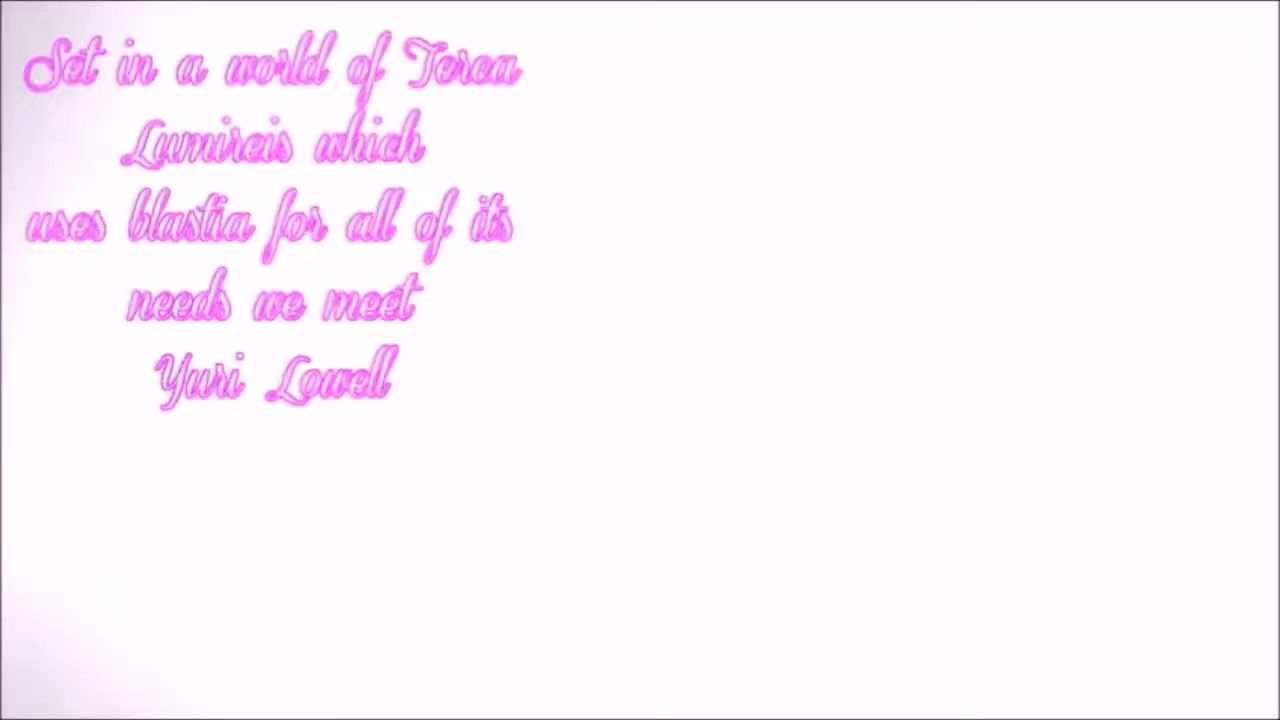 Set in a world of Terca
Lumireis which
uses blastia for all of its
needs we meet
Yuri Lowell